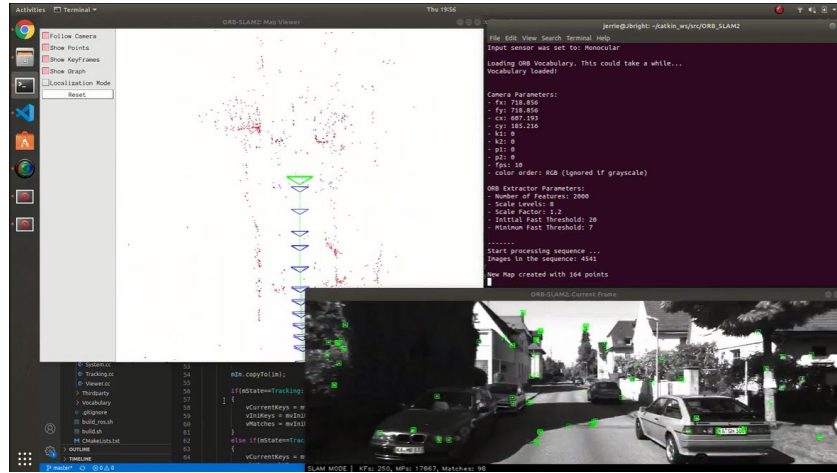 Activities
Terminal
Thu 19:56
ORB-SLAM2: Map Viewer
Follow Camera
Show Points
Show KeyFrames
Show Graph
Localization Mode
Reset
jerrie@Jbright: ~/catkin_ws/src/ORB_SLAM2
File Edit View Search Terminal Help
Input sensor was set to: Monocular
Loading ORB Vocabulary. This could take a while...
Vocabulary loaded!
Camera Parameters:
- fx: 718.856
- fy: 718.856
- cx: 607.193
- cy: 185.216
- k1: 0
- k2: 0
- p1: 0
- p2: 0
- fps: 10
- color order: RGB (ignored if grayscale)
ORB Extractor Parameters:
- Number of Features: 2000
- Scale Levels: 8
- Scale Factor: 1.2
- Initial Fast Threshold: 20
- Minimum Fast Threshold: 7
-------
Start processing sequence ...
Images in the sequence: 4541
New Map created with 164 points
ORB-SLAM2: Current Frame
System.cc
Tracking.cc
Viewer.cc
Thirdparty
Vocabulary
.gitignore
build_ros.sh
build.sh
CMakeLists.txt
OUTLINE
TIMELINE
master*
0 0
53
54 mIm.copyTo(im);
55
56 if(mState==Tracking:
57 {
58 vCurrentKeys = m
59 vIniKeys = mvIni
60 vMatches = mvIni
61 }
62 else if(mState==Trac
63 {
64 vCurrentKeys = m
SLAM MODE | KFs: 250, MPs: 17667, Matches: 98